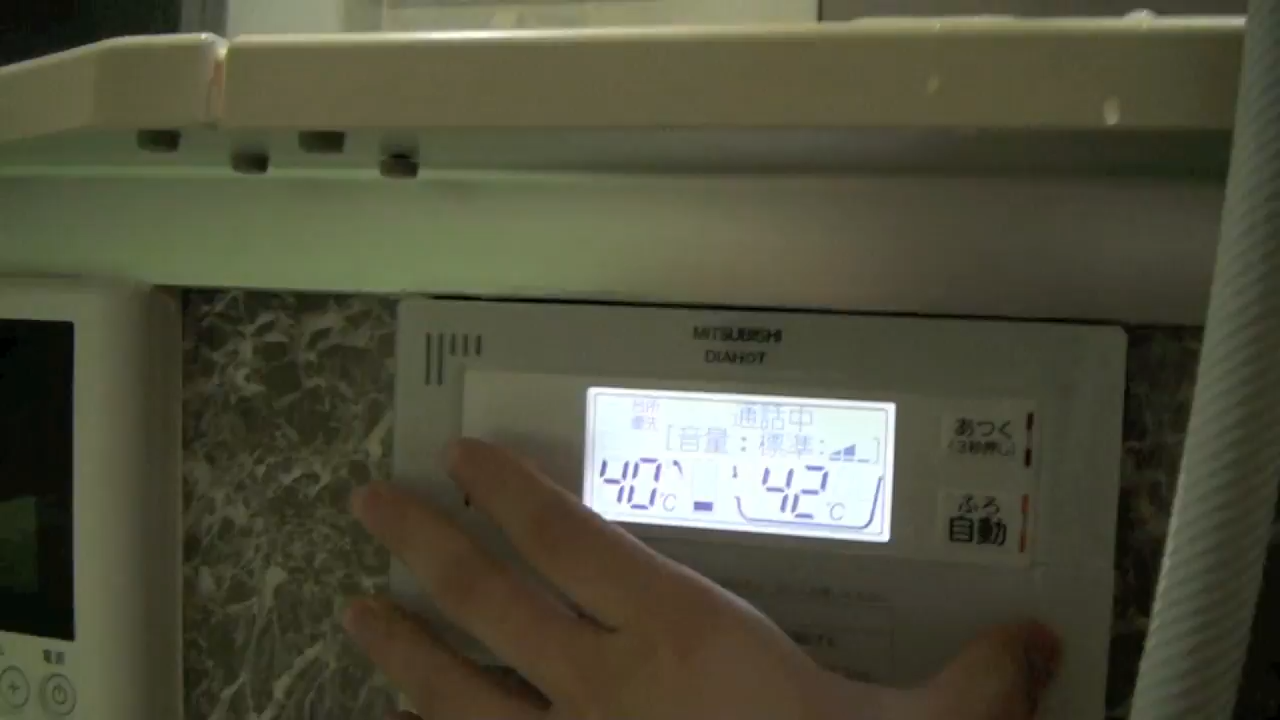 MITSUBISHI
DIAHOT
台所
優先
通話中
[音量:標準: ]
40℃
42℃
あつく
(3秒押し)
ふろ
自動
電源